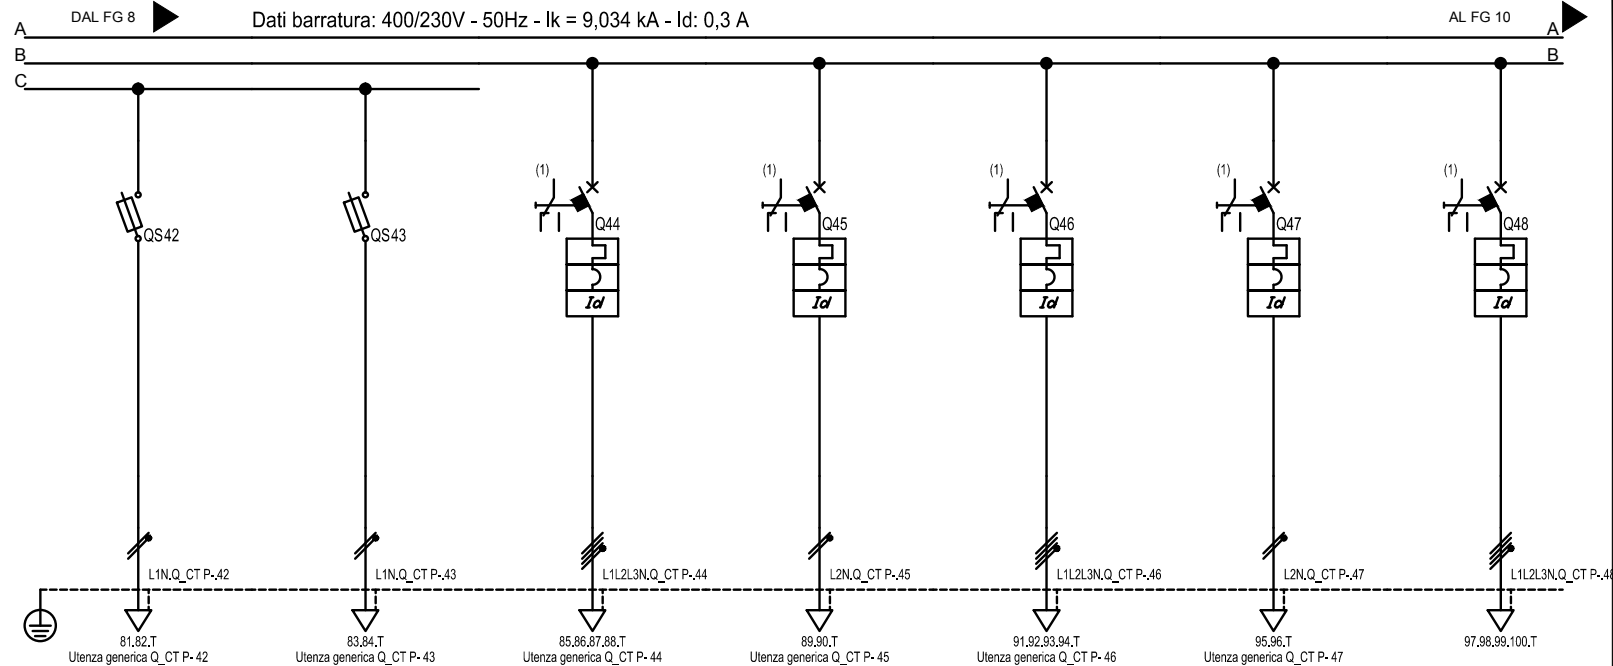 DAL FG 8
Dati barratura: 400/230V - 50Hz - Ik = 9,034 kA - Id: 0,3 A
AL FG 10
A
A
B
B
C
(1)
(1)
(1)
(1)
(1)
QS42
QS43
Q44
Q45
Q46
Q47
Q48
Id
Id
Id
Id
Id
L1N.Q_CT P-.42
L1N.Q_CT P-.43
L1L2L3N.Q_CT P-.44
L2N.Q_CT P-.45
L1L2L3N.Q_CT P-.46
L2N.Q_CT P-.47
L1L2L3N.Q_CT P-.48
81.82.T
83.84.T
85.86.87.88.T
89.90.T
91.92.93.94.T
95.96.T
97.98.99.100.T
Utenza generica Q_CT P- 42
Utenza generica Q_CT P- 43
Utenza generica Q_CT P- 44
Utenza generica Q_CT P- 45
Utenza generica Q_CT P- 46
Utenza generica Q_CT P- 47